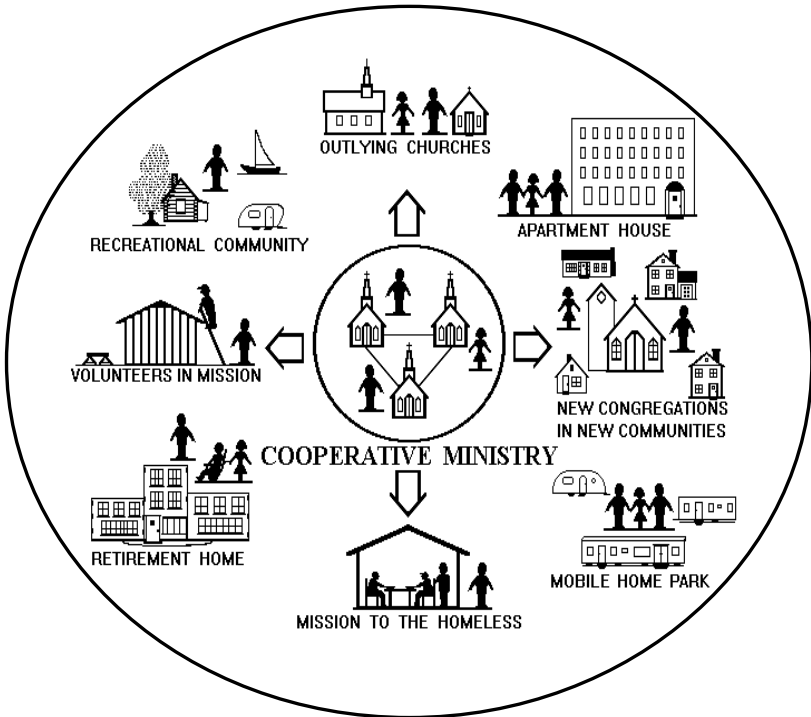 OUTLYING CHURCHES
RECREATIONAL COMMUNITY
APARTMENT HOUSE
VOLUNTEERS IN MISSION
NEW CONGREGATIONS
IN NEW COMMUNITIES
COOPERATIVE MINISTRY
RETIREMENT HOME
MOBILE HOME PARK
MISSION TO THE HOMELESS